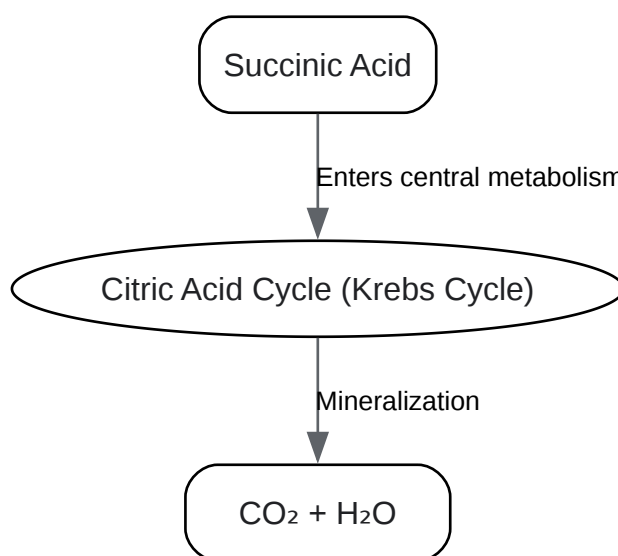 Succinic Acid
Enters central metabolism
Citric Acid Cycle (Krebs Cycle)
Mineralization
CO₂ + H₂O